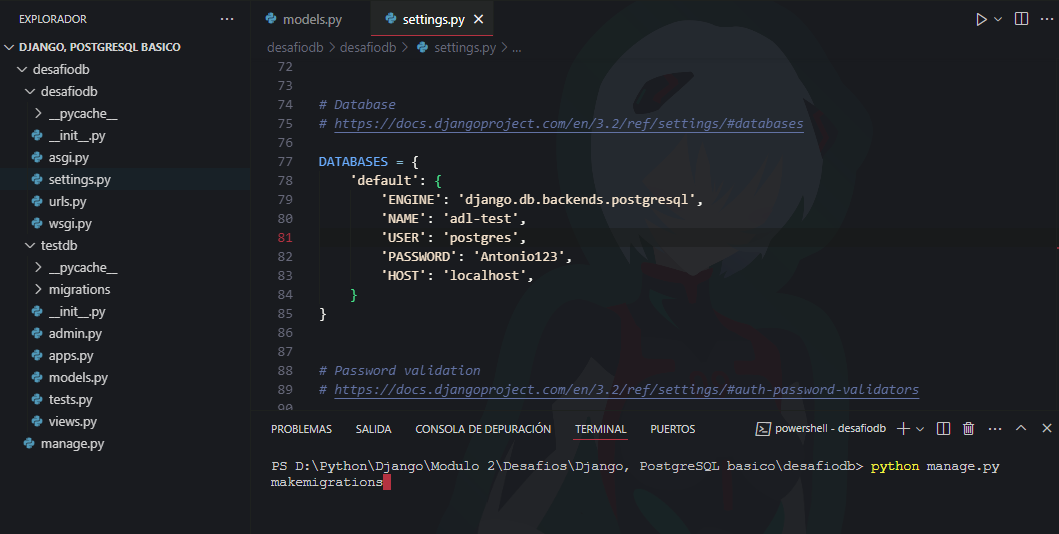 EXPLORADOR
DJANGO, POSTGRESQL BASICO
desafiodb
desafiodb
__pycache__
__init__.py
asgi.py
settings.py
urls.py
wsgi.py
testdb
__pycache__
migrations
__init__.py
admin.py
apps.py
models.py
tests.py
views.py
manage.py
models.py
settings.py
desafiodb > desafiodb > settings.py > ...
72
73
74 # Database
75 # https://docs.djangoproject.com/en/3.2/ref/settings/#databases
76
77 DATABASES = {
78 'default': {
79 'ENGINE': 'django.db.backends.postgresql',
80 'NAME': 'adl-test',
81 'USER': 'postgres',
82 'PASSWORD': 'Antonio123',
83 'HOST': 'localhost',
84 }
85 }
86
87
88 # Password validation
89 # https://docs.djangoproject.com/en/3.2/ref/settings/#auth-password-validators
90
PROBLEMAS SALIDA CONSOLA DE DEPURACIÓN TERMINAL PUERTOS powershell - desafiodb
PS D:\Python\Django\Modulo 2\Desafios\Django, PostgreSQL basico\desafiodb> python manage.py
makemigrations